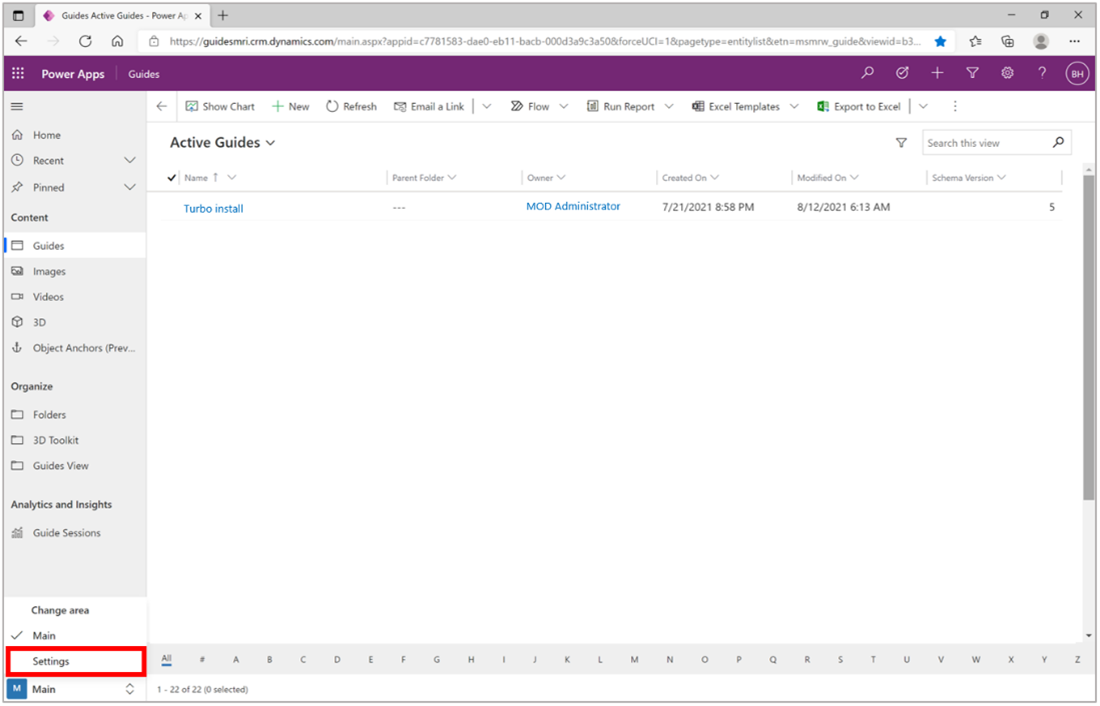 Guides Active Guides - Power Ap
https://guidesmri.crm.dynamics.com/main.aspx?appid=c7781583-dae0-eb11-bacb-000d3a9c3a50&forceUCI=1&pagetype=entitylist&etn=msmrw_guide&viewid=b3...
Power Apps Guides
? BH
Show Chart New Refresh Email a Link Flow Run Report Excel Templates Export to Excel
Home
Recent
Pinned
Content
Guides
Images
Videos
3D
Object Anchors (Prev...
Organize
Folders
3D Toolkit
Guides View
Analytics and Insights
Guide Sessions
Change area
Main
Settings
M Main
Active Guides
Search this view
Name ↑ Parent Folder Owner Created On Modified On Schema Version
Turbo install --- MOD Administrator 7/21/2021 8:58 PM 8/12/2021 6:13 AM 5
All # A B C D E F G H I J K L M N O P Q R S T U V W X Y Z
1 - 22 of 22 (0 selected)